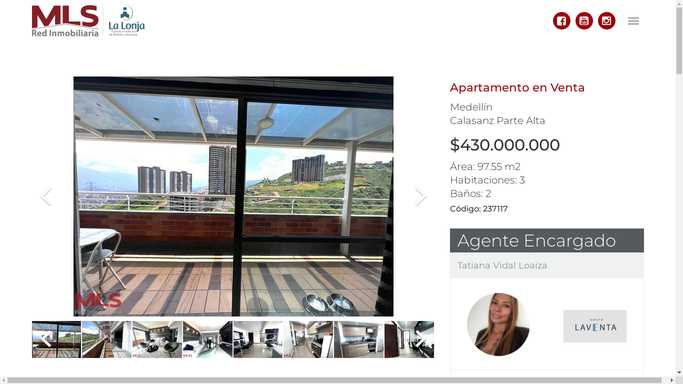 MLS
Red Inmobiliaria
La Lonja
Apartamento en Venta
Medellín
Calasanz Parte Alta
$430.000.000
Área: 97.55 m2
Habitaciones: 3
Baños: 2
Código: 237117
MLS
Agente Encargado
Tatiana Vidal Loaiza
LAVENTA